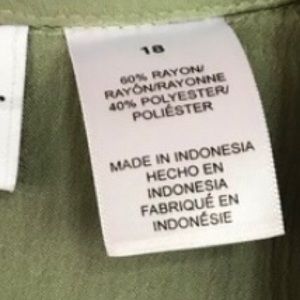 18
60% RAYON/
RAYÓN/RAYONNE
40% POLYESTER/
POLIÉSTER
MADE IN INDONESIA
HECHO EN
INDONESIA
FABRIQUÉ EN
INDONÉSIE